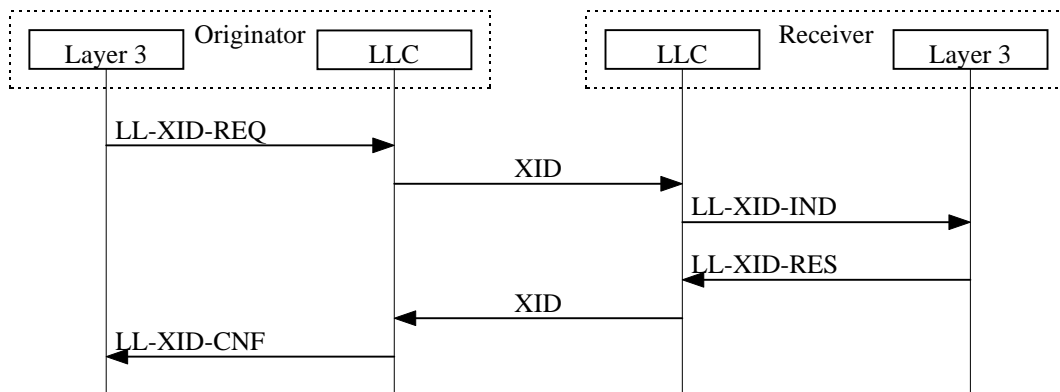 Originator
Receiver
Layer 3
LLC
LLC
Layer 3
LL-XID-REQ
XID
LL-XID-IND
LL-XID-RES
XID
LL-XID-CNF